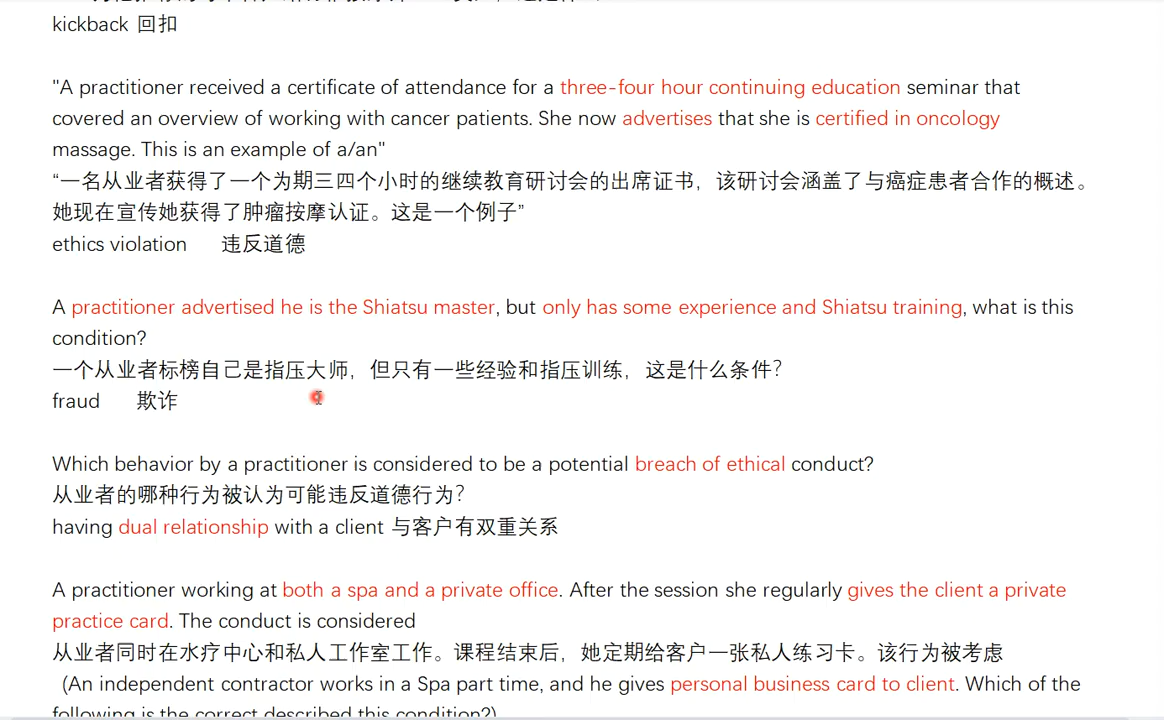 kickback 回扣
"A practitioner received a certificate of attendance for a three-four hour continuing education seminar that
covered an overview of working with cancer patients. She now advertises that she is certified in oncology
massage. This is an example of a/an"
“一名从业者获得了一个为期三四个小时的继续教育研讨会的出席证书，该研讨会涵盖了与癌症患者合作的概述。
她现在宣传她获得了肿瘤按摩认证。这是一个例子”
ethics violation 违反道德
A practitioner advertised he is the Shiatsu master, but only has some experience and Shiatsu training, what is this
condition?
一个从业者标榜自己是指压大师，但只有一些经验和指压训练，这是什么条件？
fraud 欺诈
Which behavior by a practitioner is considered to be a potential breach of ethical conduct?
从业者的哪种行为被认为可能违反道德行为？
having dual relationship with a client 与客户有双重关系
A practitioner working at both a spa and a private office. After the session she regularly gives the client a private
practice card. The conduct is considered
从业者同时在水疗中心和私人工作室工作。课程结束后，她定期给客户一张私人练习卡。该行为被考虑
(An independent contractor works in a Spa part time, and he gives personal business card to client. Which of the
following is the correct described this condition?)